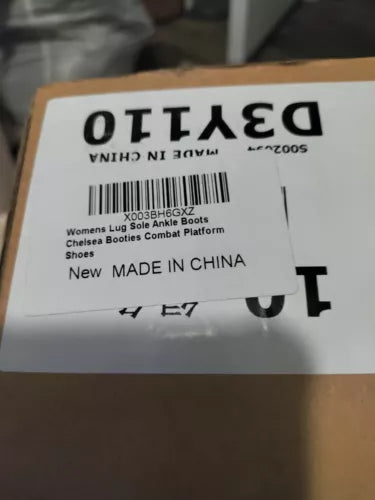 D3Y110
S002034
MADE IN CHINA
X003BH6GXZ
Womens Lug Sole Ankle Boots
Chelsea Booties Combat Platform
Shoes
New MADE IN CHINA